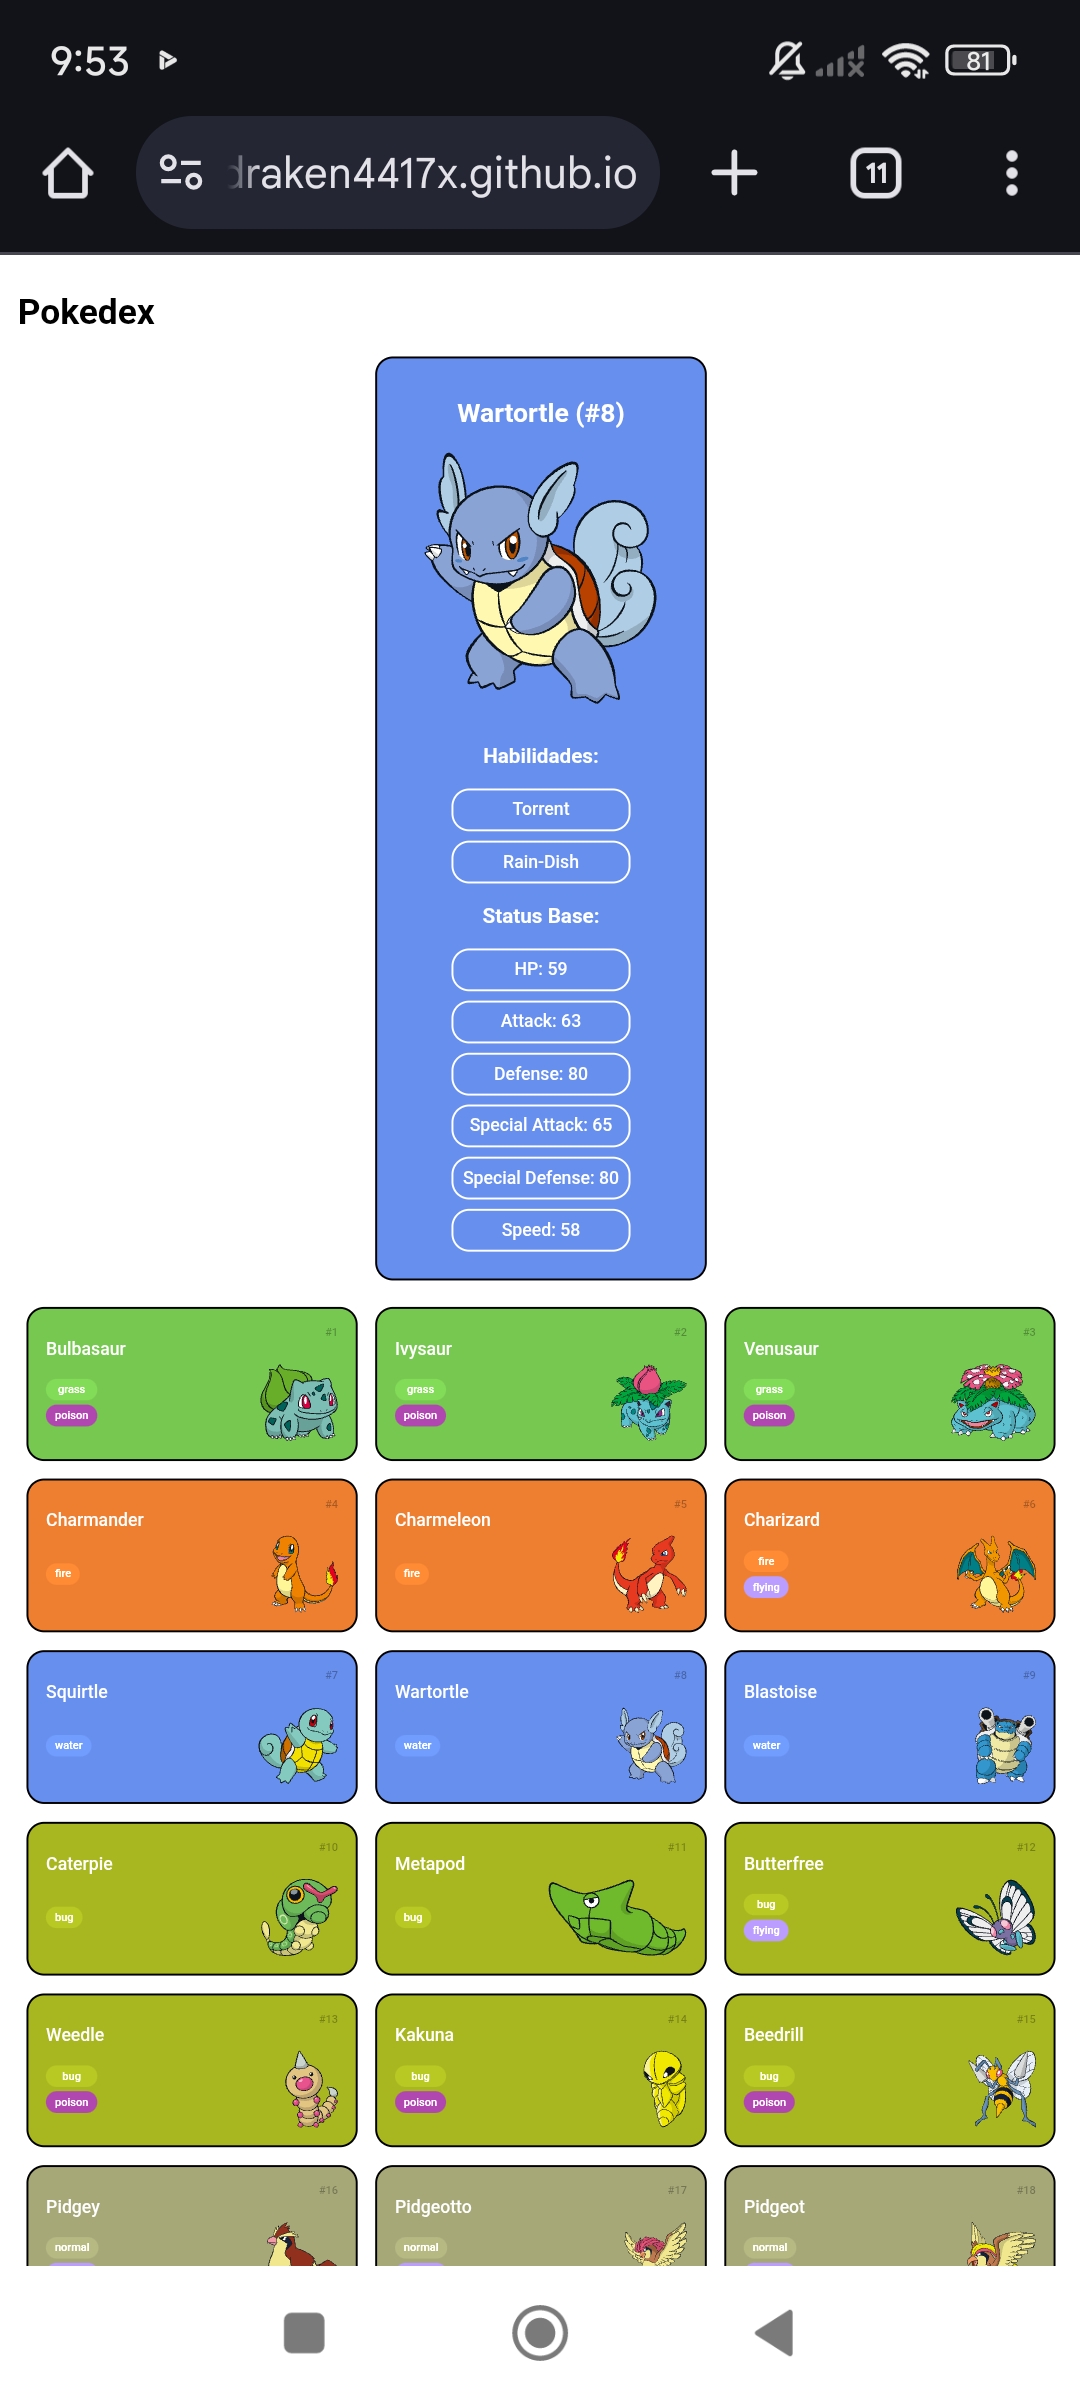 9:53
81
draken4417x.github.io
11
Pokedex
Wartortle (#8)
Habilidades:
Torrent
Rain-Dish
Status Base:
HP: 59
Attack: 63
Defense: 80
Special Attack: 65
Special Defense: 80
Speed: 58
#1
Bulbasaur
grass
poison
#2
Ivysaur
grass
poison
#3
Venusaur
grass
poison
#4
Charmander
fire
#5
Charmeleon
fire
#6
Charizard
fire
flying
#7
Squirtle
water
#8
Wartortle
water
#9
Blastoise
water
#10
Caterpie
bug
#11
Metapod
bug
#12
Butterfree
bug
flying
#13
Weedle
bug
poison
#14
Kakuna
bug
poison
#15
Beedrill
bug
poison
#16
Pidgey
normal
#17
Pidgeotto
normal
#18
Pidgeot
normal